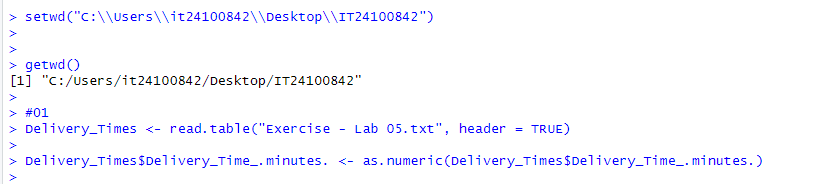 > setwd("C:\\Users\\it24100842\\Desktop\\IT24100842")
>
>
> getwd()
[1] "C:/Users/it24100842/Desktop/IT24100842"
>
> #01
> Delivery_Times <- read.table("Exercise - Lab 05.txt", header = TRUE)
>
> Delivery_Times$Delivery_Time_.minutes. <- as.numeric(Delivery_Times$Delivery_Time_.minutes.)
>